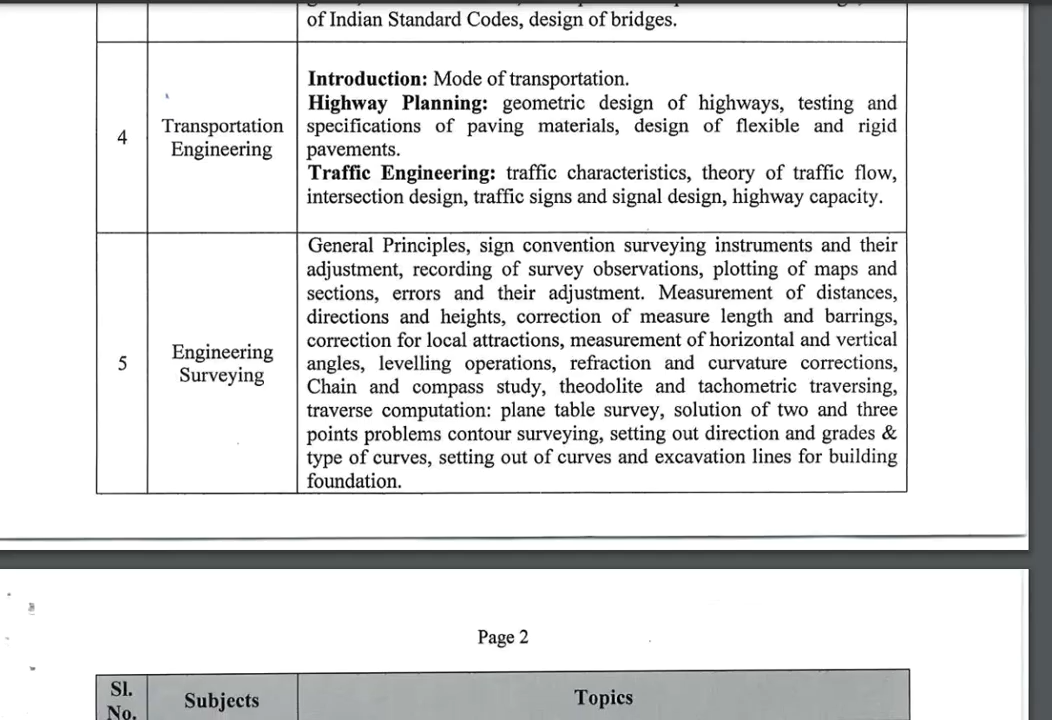 of Indian Standard Codes, design of bridges.
4
Transportation
Engineering
Introduction: Mode of transportation.
Highway Planning: geometric design of highways, testing and
specifications of paving materials, design of flexible and rigid
pavements.
Traffic Engineering: traffic characteristics, theory of traffic flow,
intersection design, traffic signs and signal design, highway capacity.
5
Engineering
Surveying
General Principles, sign convention surveying instruments and their
adjustment, recording of survey observations, plotting of maps and
sections, errors and their adjustment. Measurement of distances,
directions and heights, correction of measure length and barrings,
correction for local attractions, measurement of horizontal and vertical
angles, levelling operations, refraction and curvature corrections,
Chain and compass study, theodolite and tachometric traversing,
traverse computation: plane table survey, solution of two and three
points problems contour surveying, setting out direction and grades &
type of curves, setting out of curves and excavation lines for building
foundation.
Page 2
Sl.
No.
Subjects
Topics